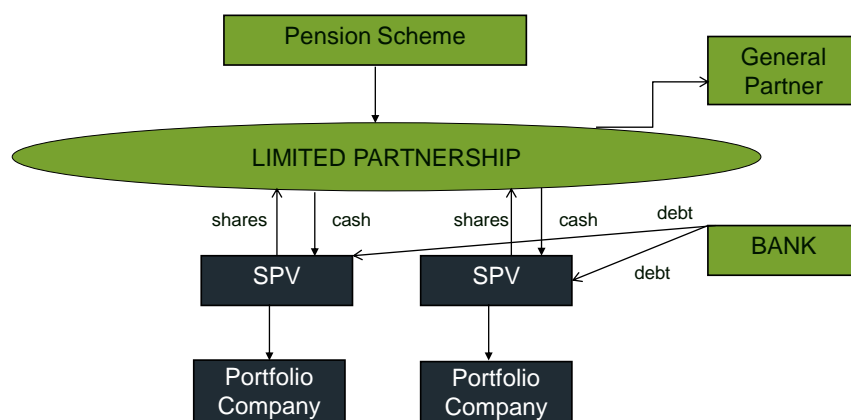 Pension Scheme
General
Partner
LIMITED PARTNERSHIP
shares
cash
shares
cash
debt
BANK
SPV
SPV
debt
Portfolio
Company
Portfolio
Company